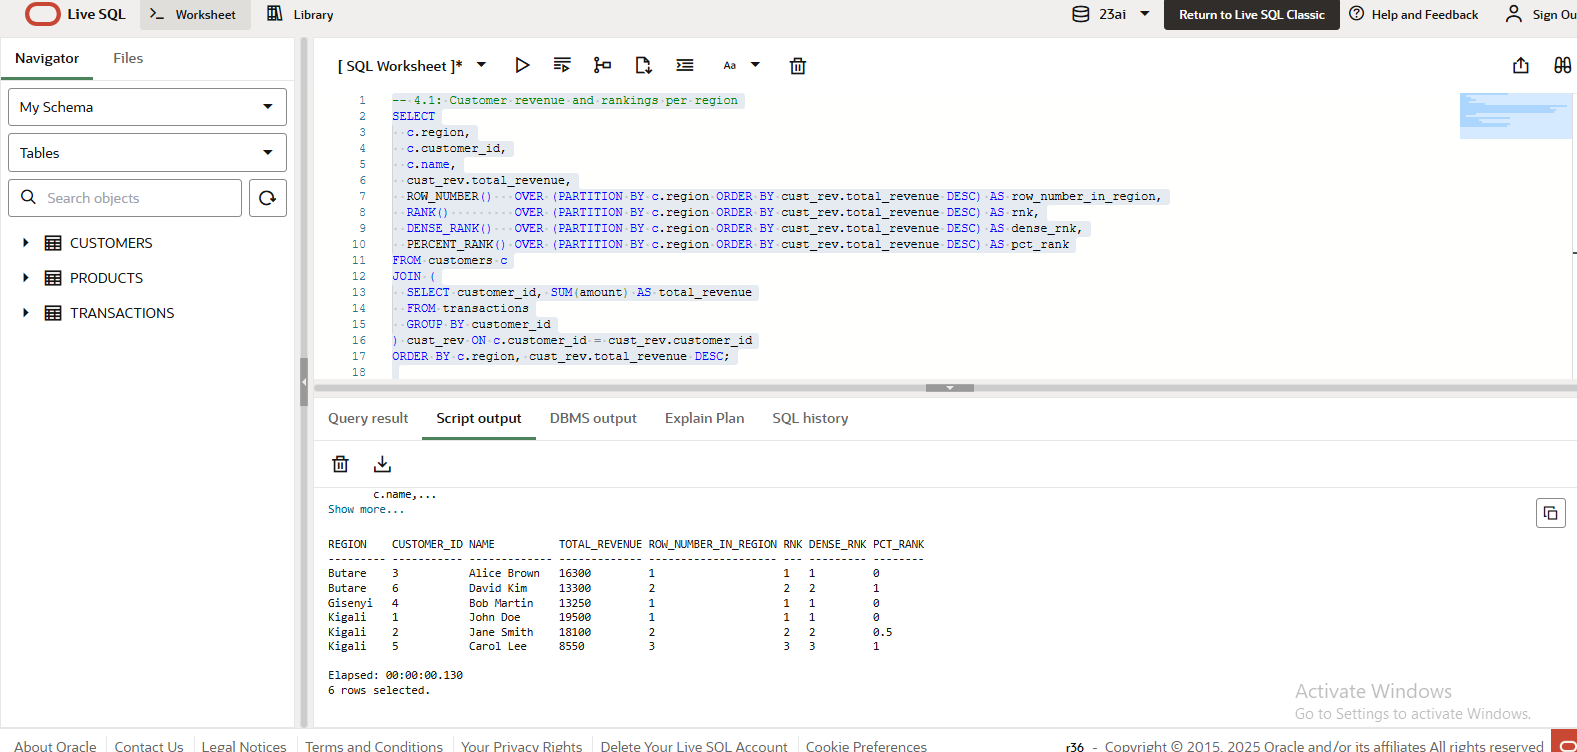 Live SQL
Worksheet
Library
23ai
Return to Live SQL Classic
Help and Feedback
Sign Ou
Navigator
Files
[ SQL Worksheet ]*
Aa
My Schema
Tables
Search objects
CUSTOMERS
PRODUCTS
TRANSACTIONS
1 -- 4.1: Customer revenue and rankings per region
2 SELECT
3 c.region,
4 c.customer_id,
5 c.name,
6 cust_rev.total_revenue,
7 ROW_NUMBER() OVER (PARTITION BY c.region ORDER BY cust_rev.total_revenue DESC) AS row_number_in_region,
8 RANK() OVER (PARTITION BY c.region ORDER BY cust_rev.total_revenue DESC) AS rnk,
9 DENSE_RANK() OVER (PARTITION BY c.region ORDER BY cust_rev.total_revenue DESC) AS dense_rnk,
10 PERCENT_RANK() OVER (PARTITION BY c.region ORDER BY cust_rev.total_revenue DESC) AS pct_rank
11 FROM customers c
12 JOIN (
13 SELECT customer_id, SUM(amount) AS total_revenue
14 FROM transactions
15 GROUP BY customer_id
16 ) cust_rev ON c.customer_id = cust_rev.customer_id
17 ORDER BY c.region, cust_rev.total_revenue DESC;
18
Query result
Script output
DBMS output
Explain Plan
SQL history
c.name,...
Show more...
REGION CUSTOMER_ID NAME TOTAL_REVENUE ROW_NUMBER_IN_REGION RNK DENSE_RNK PCT_RANK
--------- ----------- ------------- ------------- -------------------- --- --------- --------
Butare 3 Alice Brown 16300 1 1 1 0
Butare 6 David Kim 13300 2 2 2 1
Gisenyi 4 Bob Martin 13250 1 1 1 0
Kigali 1 John Doe 19500 1 1 1 0
Kigali 2 Jane Smith 18100 2 2 2 0.5
Kigali 5 Carol Lee 8550 3 3 3 1
Elapsed: 00:00:00.130
6 rows selected.
Activate Windows
Go to Settings to activate Windows.
About Oracle
Contact Us
Legal Notices
Terms and Conditions
Your Privacy Rights
Delete Your Live SQL Account
Cookie Preferences
r36 - Copyright © 2015, 2025 Oracle and/or its affiliates All rights reserved